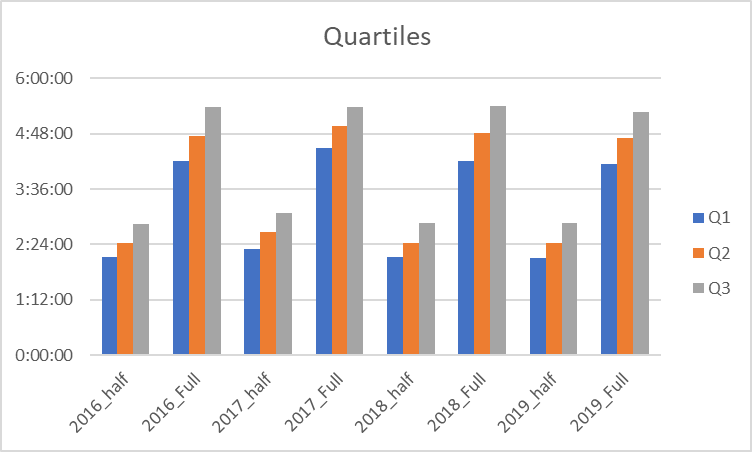 Quartiles
6:00:00
4:48:00
3:36:00
2:24:00
1:12:00
0:00:00
2016_half
2016_Full
2017_half
2017_Full
2018_half
2018_Full
2019_half
2019_Full
Q1
Q2
Q3